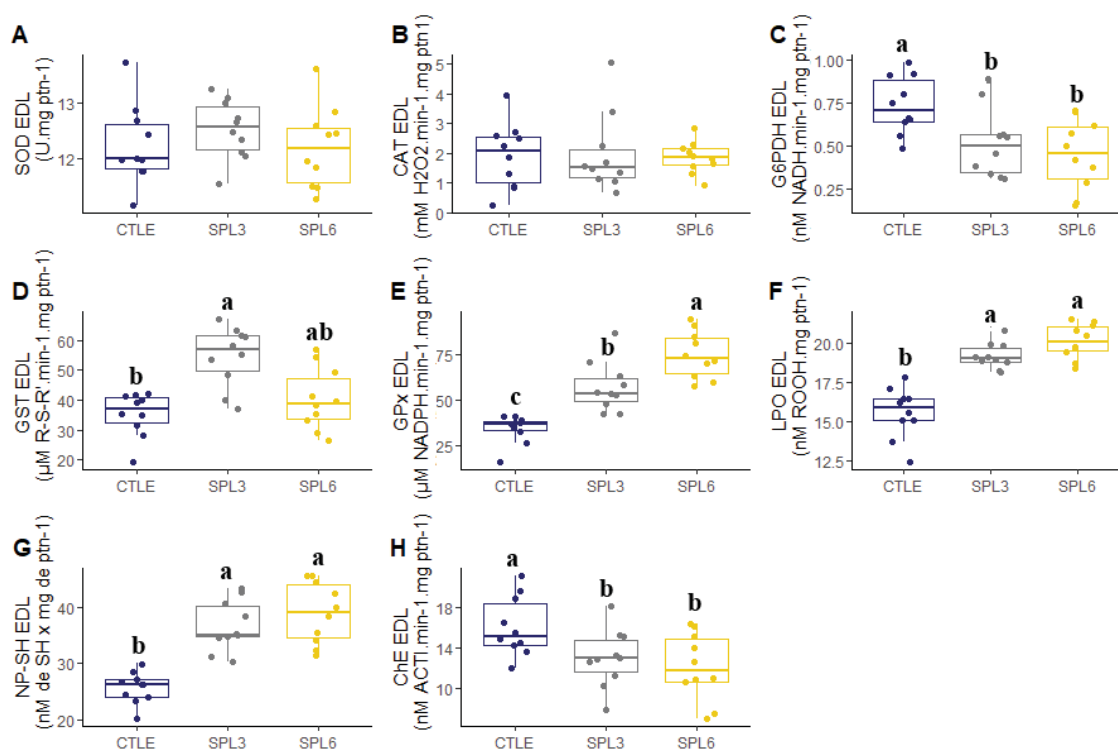 A
SOD EDL
(U.mg ptn-1)
13
12
CTLE SPL3 SPL6
B
CAT EDL
(mM H2O2.min-1.mg ptn1)
5
4
3
2
1
0
CTLE SPL3 SPL6
C
G6PDH EDL
(nM NADH.min-1.mg ptn-1)
1.00
0.75
0.50
0.25
a
b
b
CTLE SPL3 SPL6
D
GST EDL
(µM R-S-R'.min-1.mg ptn-1)
60
50
40
30
20
b
a
ab
CTLE SPL3 SPL6
E
GPx EDL
(µM NADPH.min-1.mg ptn-1)
75
50
25
c
b
a
CTLE SPL3 SPL6
F
LPO EDL
(nM ROOH.mg ptn-1)
20.0
17.5
15.0
12.5
b
a
a
CTLE SPL3 SPL6
G
NP-SH EDL
(nM de SH x mg de ptn-1)
40
30
20
b
a
a
CTLE SPL3 SPL6
H
ChE EDL
(nM ACTI.min-1.mg ptn-1)
18
14
10
a
b
b
CTLE SPL3 SPL6